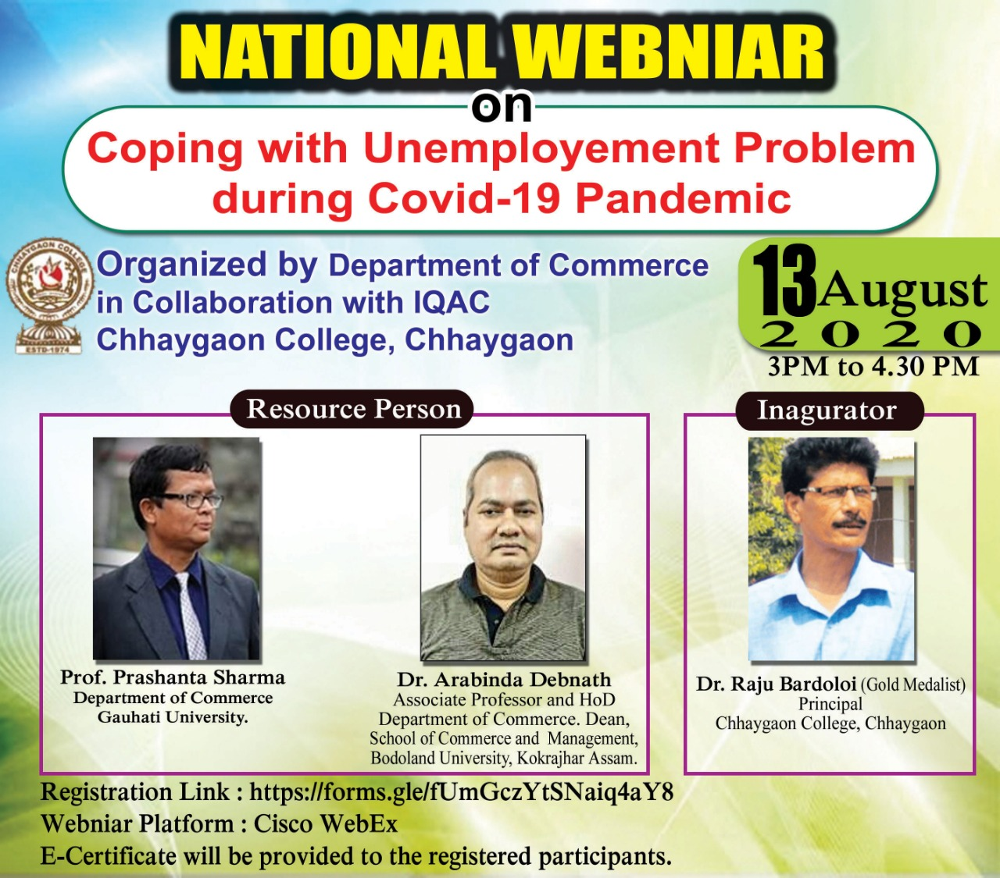 NATIONAL WEBNIAR
on
Coping with Unemployement Problem
during Covid-19 Pandemic
CHHAYGAON COLLEGE
ESTD-1974
Organized by Department of Commerce
in Collaboration with IQAC
Chhaygaon College, Chhaygaon
13 August
2020
3PM to 4.30 PM
Resource Person
Prof. Prashanta Sharma
Department of Commerce
Gauhati University.
Dr. Arabinda Debnath
Associate Professor and HoD
Department of Commerce. Dean,
School of Commerce and Management,
Bodoland University, Kokrajhar Assam.
Inagurator
Dr. Raju Bardoloi (Gold Medalist)
Principal
Chhaygaon College, Chhaygaon
Registration Link : https://forms.gle/fUmGczYtSNaiq4aY8
Webniar Platform : Cisco WebEx
E-Certificate will be provided to the registered participants.